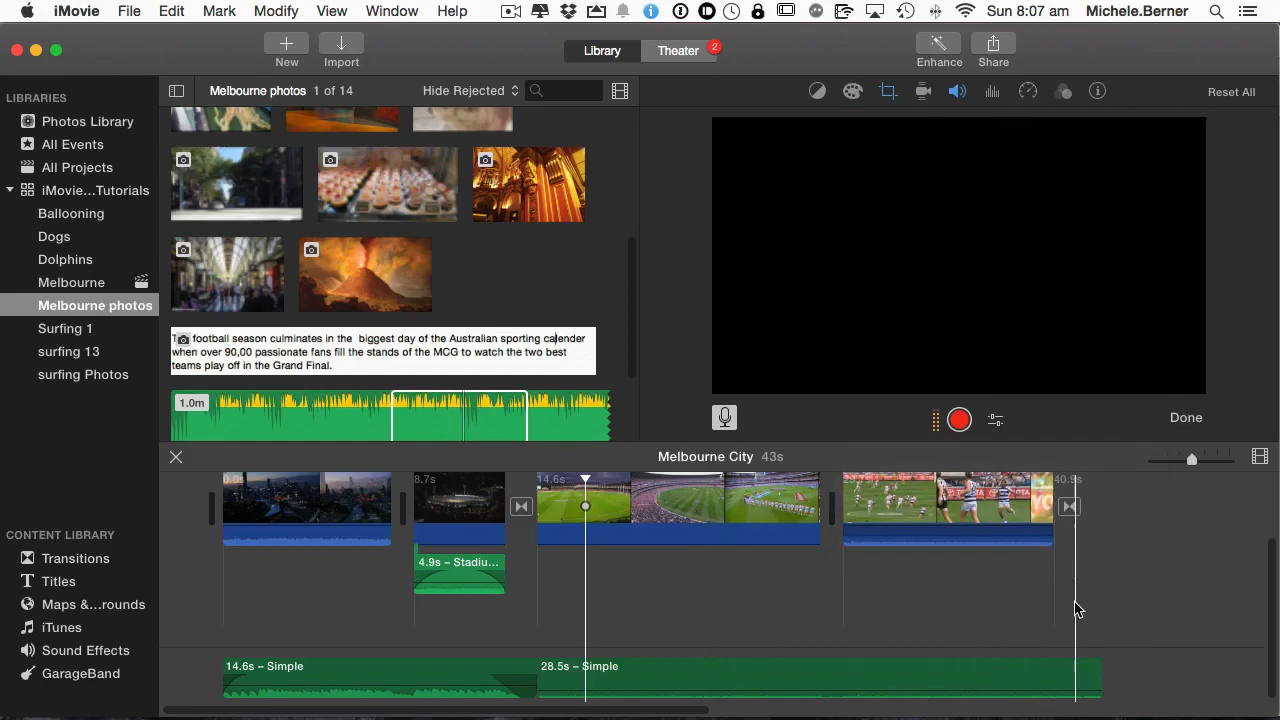 iMovie File Edit Mark Modify View Window Help Sun 8:07 am Michele.Berner
New Import Library Theater 2 Enhance Share
LIBRARIES
Photos Library
All Events
All Projects
iMovie...Tutorials
Ballooning
Dogs
Dolphins
Melbourne
Melbourne photos
Surfing 1
surfing 13
surfing Photos
CONTENT LIBRARY
Transitions
Titles
Maps &...rounds
iTunes
Sound Effects
GarageBand
Melbourne photos 1 of 14 Hide Rejected
football season culminates in the biggest day of the Australian sporting calender
when over 90,00 passionate fans fill the stands of the MCG to watch the two best
teams play off in the Grand Final.
1.0m
Reset All
Done
Melbourne City 43s
0.0s 8.7s 14.6s 40.9s
4.9s – Stadiu...
14.6s – Simple 28.5s – Simple